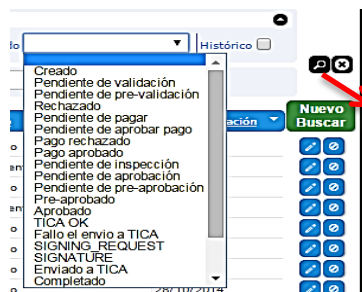 do
Histórico
Creado
Pendiente de validación
Pendiente de pre-validación
Rechazado
Pendiente de pagar
Pendiente de aprobar pago
Pago rechazado
Pago aprobado
Pendiente de inspección
Pendiente de aprobación
Pendiente de pre-aprobación
Pre-aprobado
Aprobado
TICA OK
Fallo el envio a TICA
SIGNING_REQUEST
SIGNATURE
Enviado a TICA
Completado
ación
Nuevo
Buscar
28/10/2014